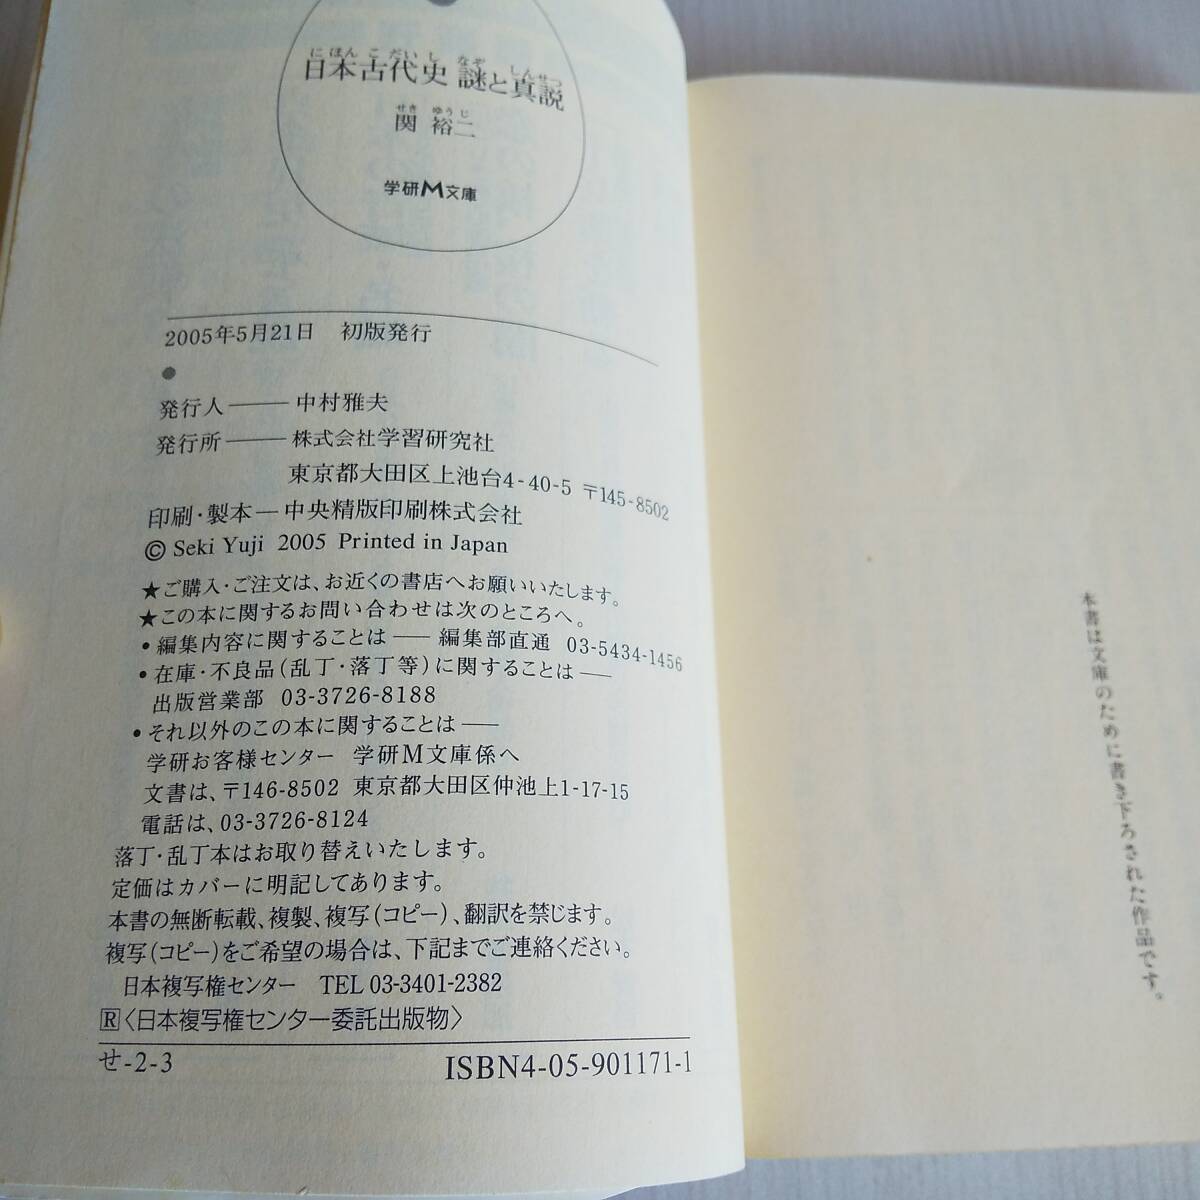 にほんこだいし なぞ しんせつ
日本古代史 謎と真説
せき ゆうじ
関 裕二
学研M文庫
2005年5月21日 初版発行
発行人――中村雅夫
発行所――株式会社学習研究社
東京都大田区上池台4-40-5 〒145-8502
印刷・製本―中央精版印刷株式会社
© Seki Yuji 2005 Printed in Japan
★ご購入・ご注文は、お近くの書店へお願いいたします。
★この本に関するお問い合わせは次のところへ。
・編集内容に関することは――編集部直通 03-5434-1456
・在庫・不良品(乱丁・落丁等)に関することは――
出版営業部 03-3726-8188
・それ以外のこの本に関することは――
学研お客様センター 学研M文庫係へ
文書は、〒146-8502 東京都大田区仲池上1-17-15
電話は、03-3726-8124
落丁・乱丁本はお取り替えいたします。
定価はカバーに明記してあります。
本書の無断転載、複製、複写(コピー)、翻訳を禁じます。
複写(コピー)をご希望の場合は、下記までご連絡ください。
日本複写権センター TEL 03-3401-2382
R〈日本複写権センター委託出版物〉
せ-2-3
ISBN4-05-901171-1
本書は文庫のために書き下ろされた作品です。